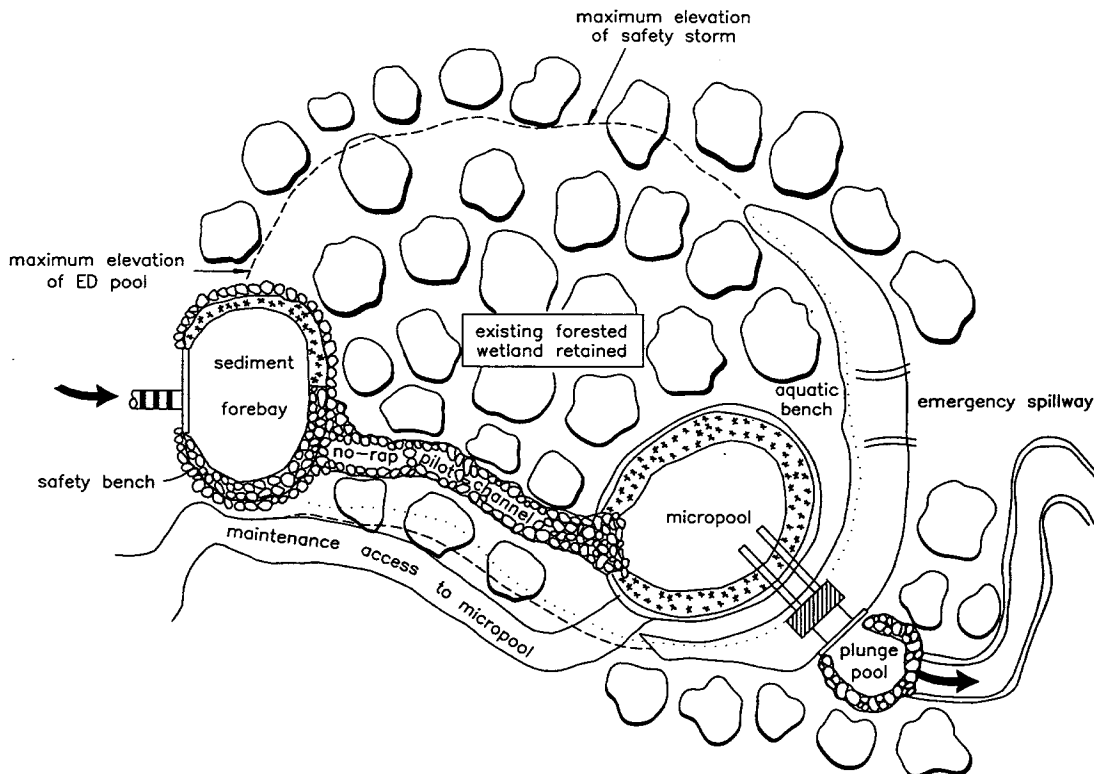 maximum elevation
of safety storm
maximum elevation
of ED pool
existing forested
wetland retained
sediment
forebay
aquatic
bench
emergency spillway
no-rap pilot channel
safety bench
micropool
maintenance access to micropool
plunge
pool